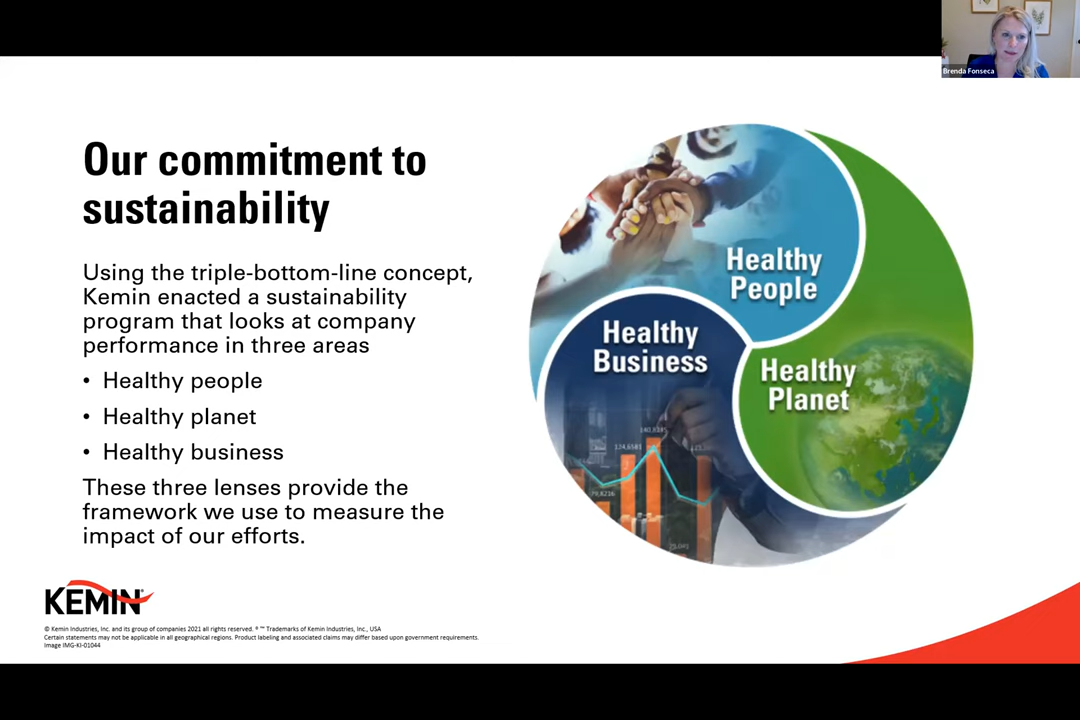 Brenda Fonseca
Our commitment to
sustainability
Using the triple-bottom-line concept,
Kemin enacted a sustainability
program that looks at company
performance in three areas
• Healthy people
• Healthy planet
• Healthy business
These three lenses provide the
framework we use to measure the
impact of our efforts.
Healthy
People
Healthy
Business
Healthy
Planet
KEMIN®
© Kemin Industries, Inc. and its group of companies 2021 all rights reserved. ® ™ Trademarks of Kemin Industries, Inc., USA
Certain statements may not be applicable in all geographical regions. Product labeling and associated claims may differ based upon government requirements.
Image IMG-KI-01044